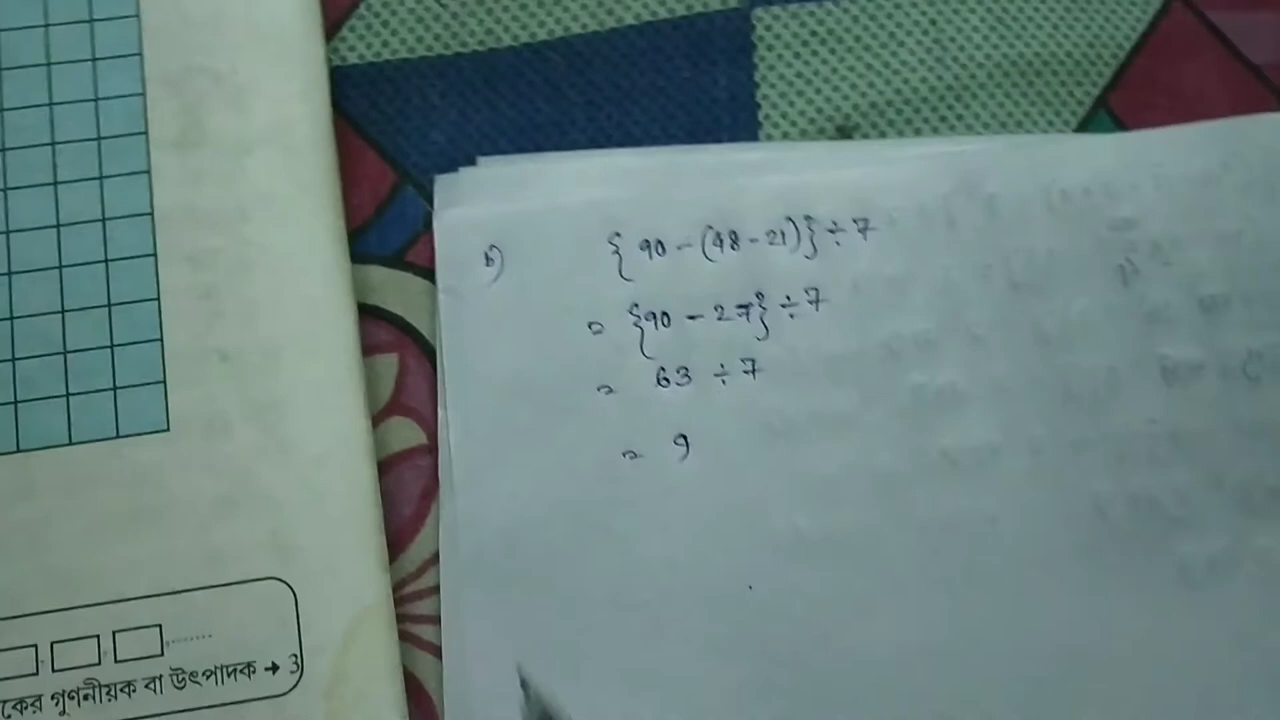 b) {90-(48-21)}÷7
= {90-27}÷7
= 63÷7
= 9
কের গুণনীয়ক বা উৎপাদক → 3